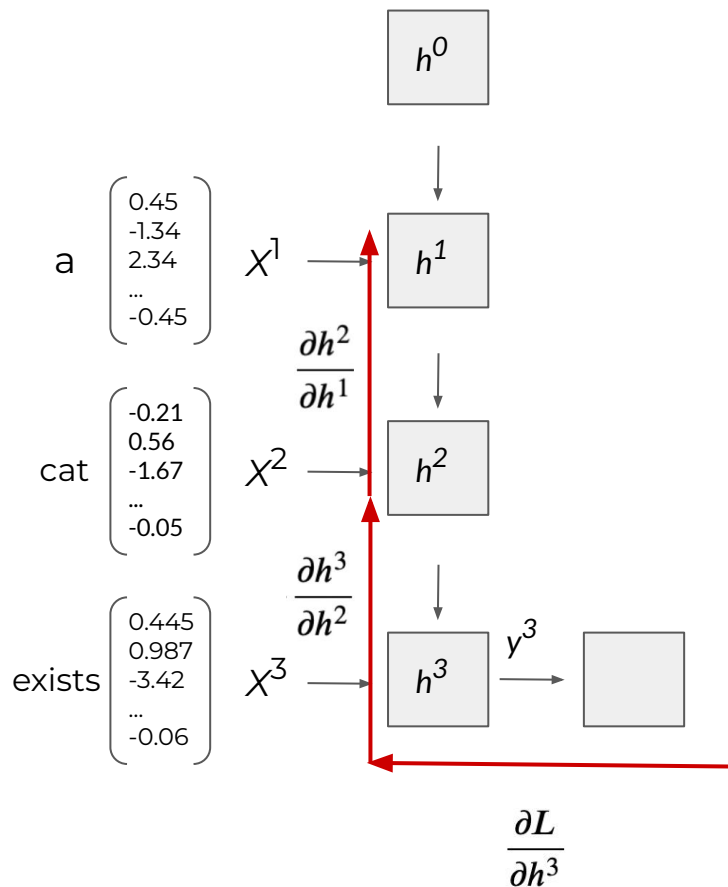 h⁰
a
0.45
-1.34
2.34
...
-0.45
X¹
h¹
∂h²
∂h¹
cat
-0.21
0.56
-1.67
...
-0.05
X²
h²
∂h³
∂h²
exists
0.445
0.987
-3.42
...
-0.06
X³
h³
y³
∂L
∂h³